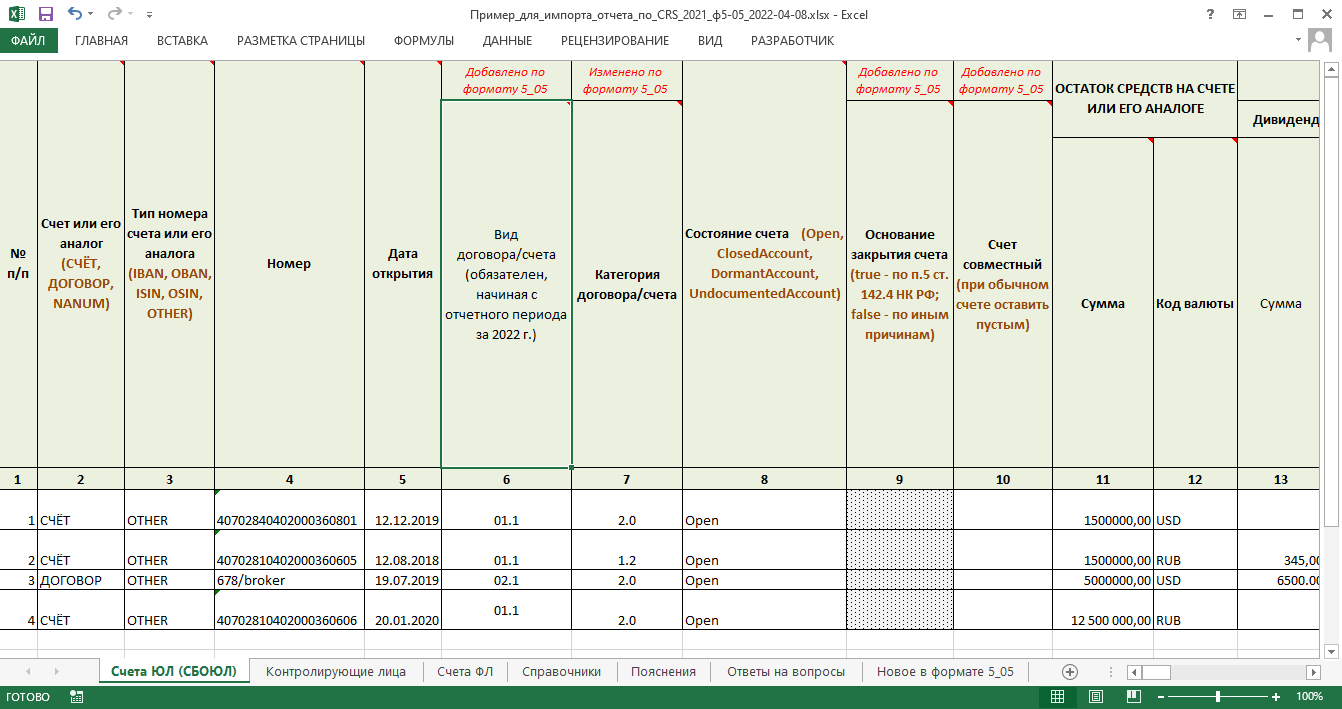 Пример_для_импорта_отчета_по_CRS_2021_ф5-05_2022-04-08.xlsx - Excel
?
ФАЙЛ ГЛАВНАЯ ВСТАВКА РАЗМЕТКА СТРАНИЦЫ ФОРМУЛЫ ДАННЫЕ РЕЦЕНЗИРОВАНИЕ ВИД РАЗРАБОТЧИК
№
п/п
Счет или его
аналог
(СЧЁТ,
ДОГОВОР,
NANUM)
Тип номера
счета или его
аналога
(IBAN, OBAN,
ISIN, OSIN,
OTHER)
Номер
Дата
открытия
Добавлено по
формату 5_05
Вид
договора/счета
(обязателен,
начиная с
отчетного периода
за 2022 г.)
Изменено по
формату 5_05
Категория
договора/счета
Состояние счета (Open,
ClosedAccount,
DormantAccount,
UndocumentedAccount)
Добавлено по
формату 5_05
Основание
закрытия счета
(true - по п.5 ст.
142.4 НК РФ;
false - по иным
причинам)
Добавлено по
формату 5_05
Счет
совместный
(при обычном
счете оставить
пустым)
ОСТАТОК СРЕДСТВ НА СЧЕТЕ
ИЛИ ЕГО АНАЛОГЕ
Сумма
Код валюты
Дивиденд
Сумма
1 2 3 4 5 6 7 8 9 10 11 12 13
1 СЧЁТ OTHER 40702840402000360801 12.12.2019 01.1 2.0 Open 1500000,00 USD
2 СЧЁТ OTHER 40702810402000360605 12.08.2018 01.1 1.2 Open 1500000,00 RUB 345,00
3 ДОГОВОР OTHER 678/broker 19.07.2019 02.1 2.0 Open 5000000,00 USD 6500.00
4 СЧЁТ OTHER 40702810402000360606 20.01.2020 01.1 2.0 Open 12 500 000,00 RUB
Счета ЮЛ (СБОЮЛ) Контролирующие лица Счета ФЛ Справочники Пояснения Ответы на вопросы Новое в формате 5_05
ГОТОВО 100%